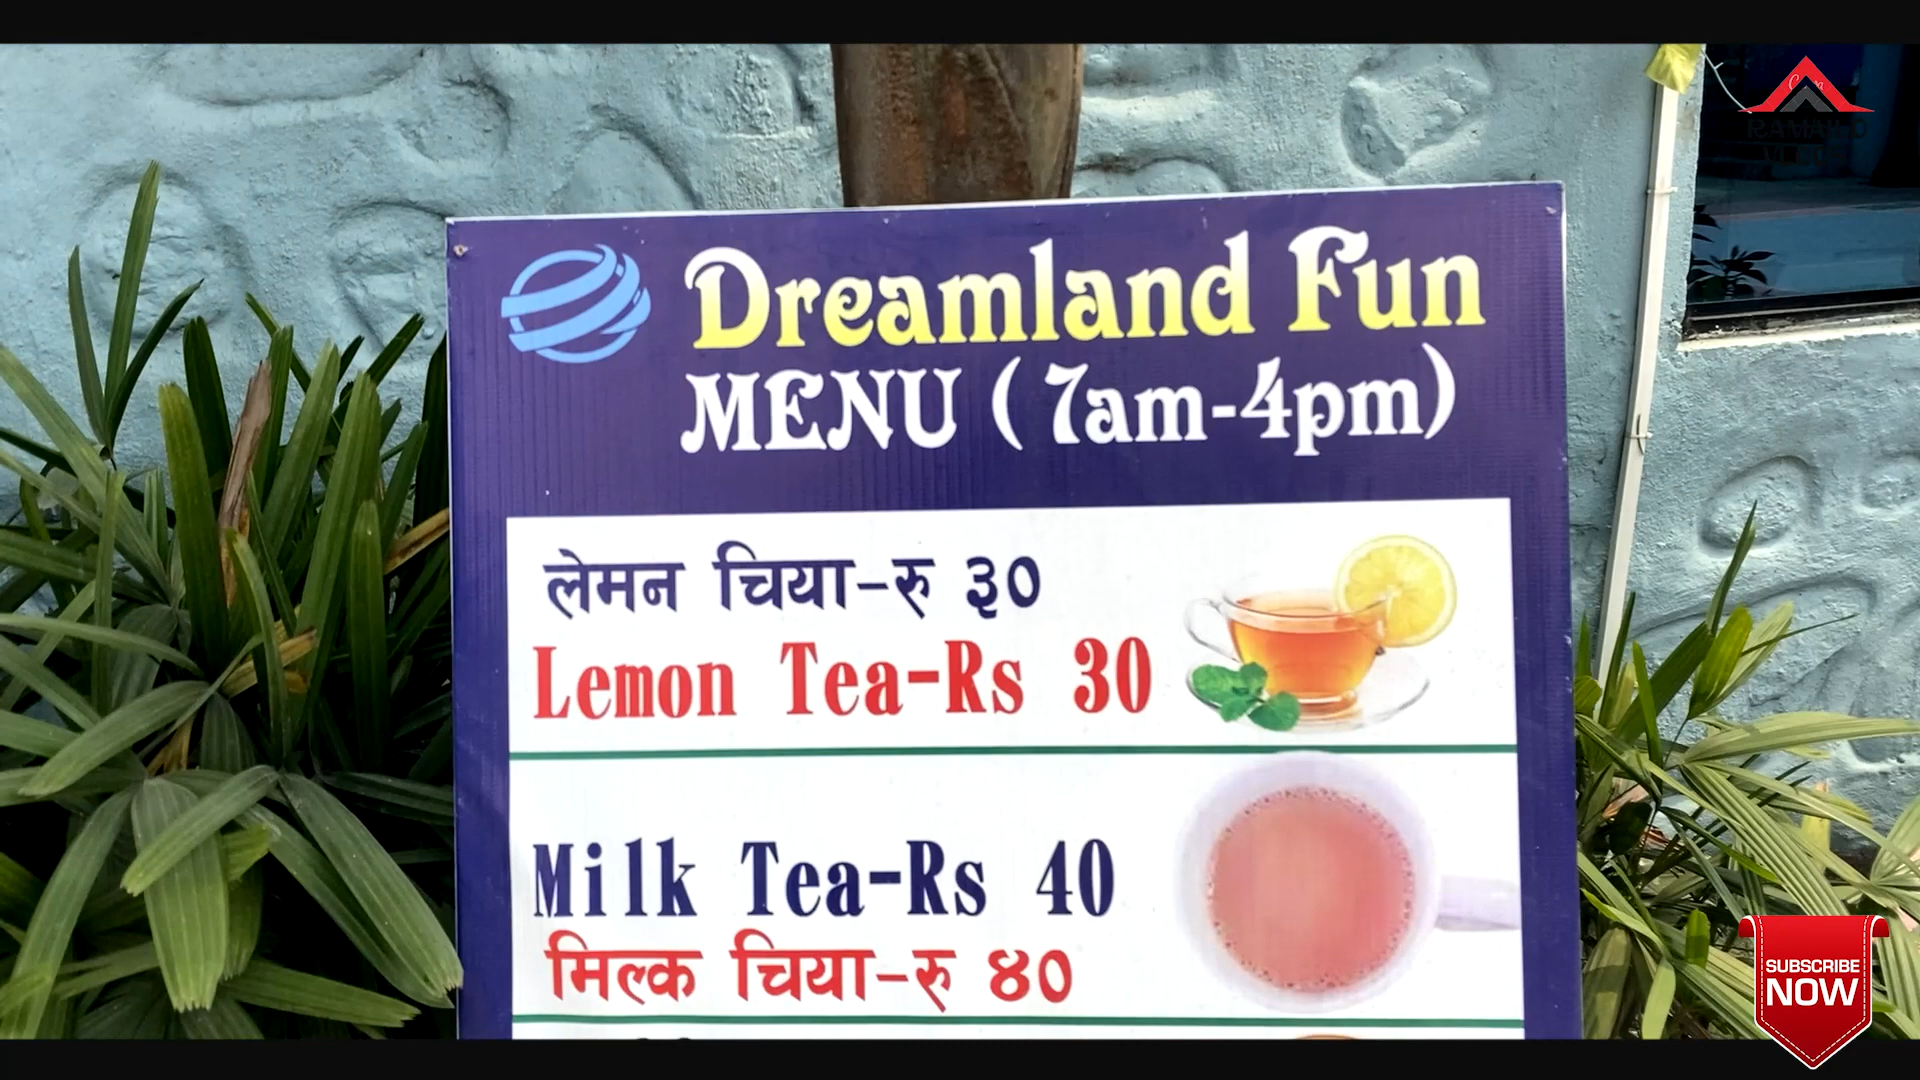 Dreamland Fun
MENU ( 7am-4pm)
लेमन चिया-रु ३०
Lemon Tea-Rs 30
Milk Tea-Rs 40
मिल्क चिया-रु ४०
SUBSCRIBE
NOW